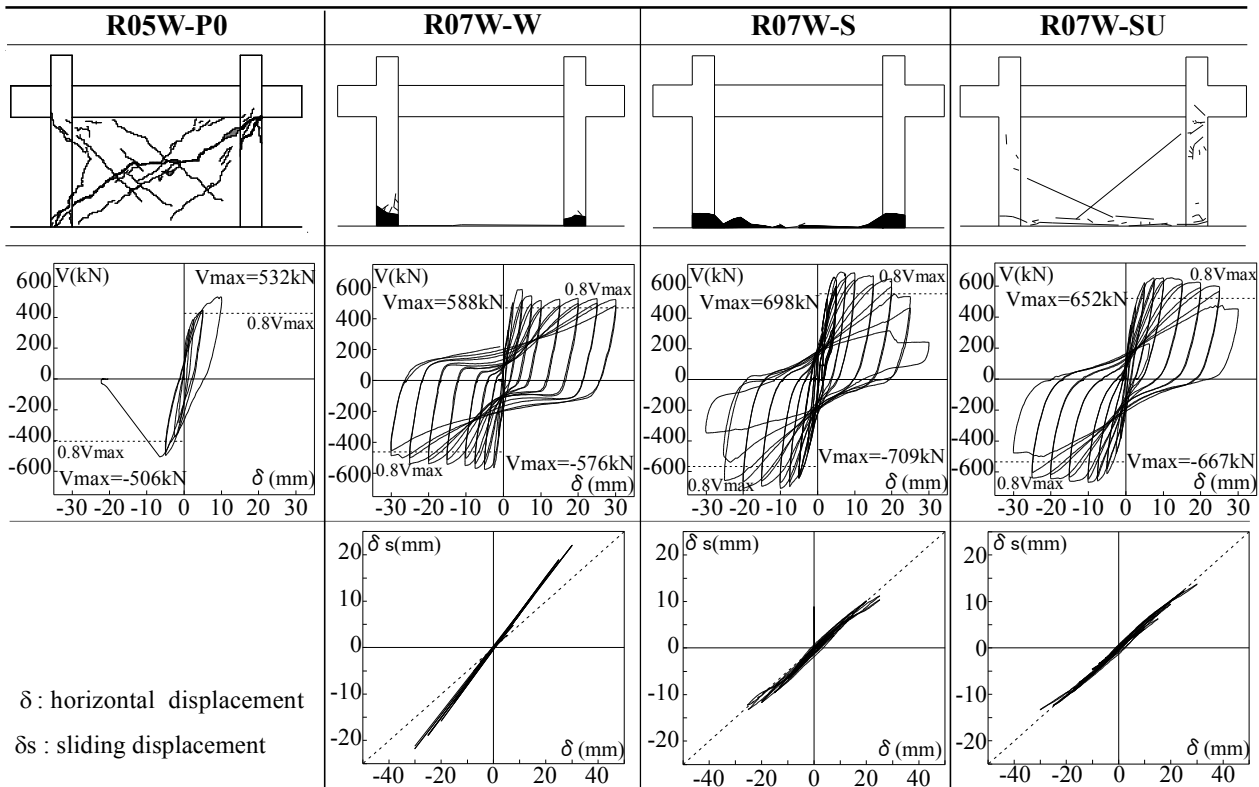 R05W-P0
R07W-W
R07W-S
R07W-SU
V(kN)
Vmax=532kN
600
400
200
0
-200
-400
-600
0.8Vmax
0.8Vmax
Vmax=-506kN
δ (mm)
-30 -20 -10 0 10 20 30
V(kN)
600
400
200
0
-200
-400
-600
0.8Vmax
Vmax=588kN
0.8Vmax
Vmax=-576kN
δ (mm)
-30 -20 -10 0 10 20 30
V(kN)
600
400
200
0
-200
-400
-600
0.8Vmax
Vmax=698kN
Vmax=-709kN
0.8Vmax
δ (mm)
-30 -20 -10 0 10 20 30
V(kN)
600
400
200
0
-200
-400
-600
0.8Vmax
Vmax=652kN
Vmax=-667kN
0.8Vmax
δ (mm)
-30 -20 -10 0 10 20 30
δ : horizontal displacement
δs : sliding displacement
δ s(mm)
20
10
0
-10
-20
δ (mm)
-40 -20 0 20 40
δ s(mm)
20
10
0
-10
-20
δ (mm)
-40 -20 0 20 40
δ s(mm)
20
10
0
-10
-20
δ (mm)
-40 -20 0 20 40